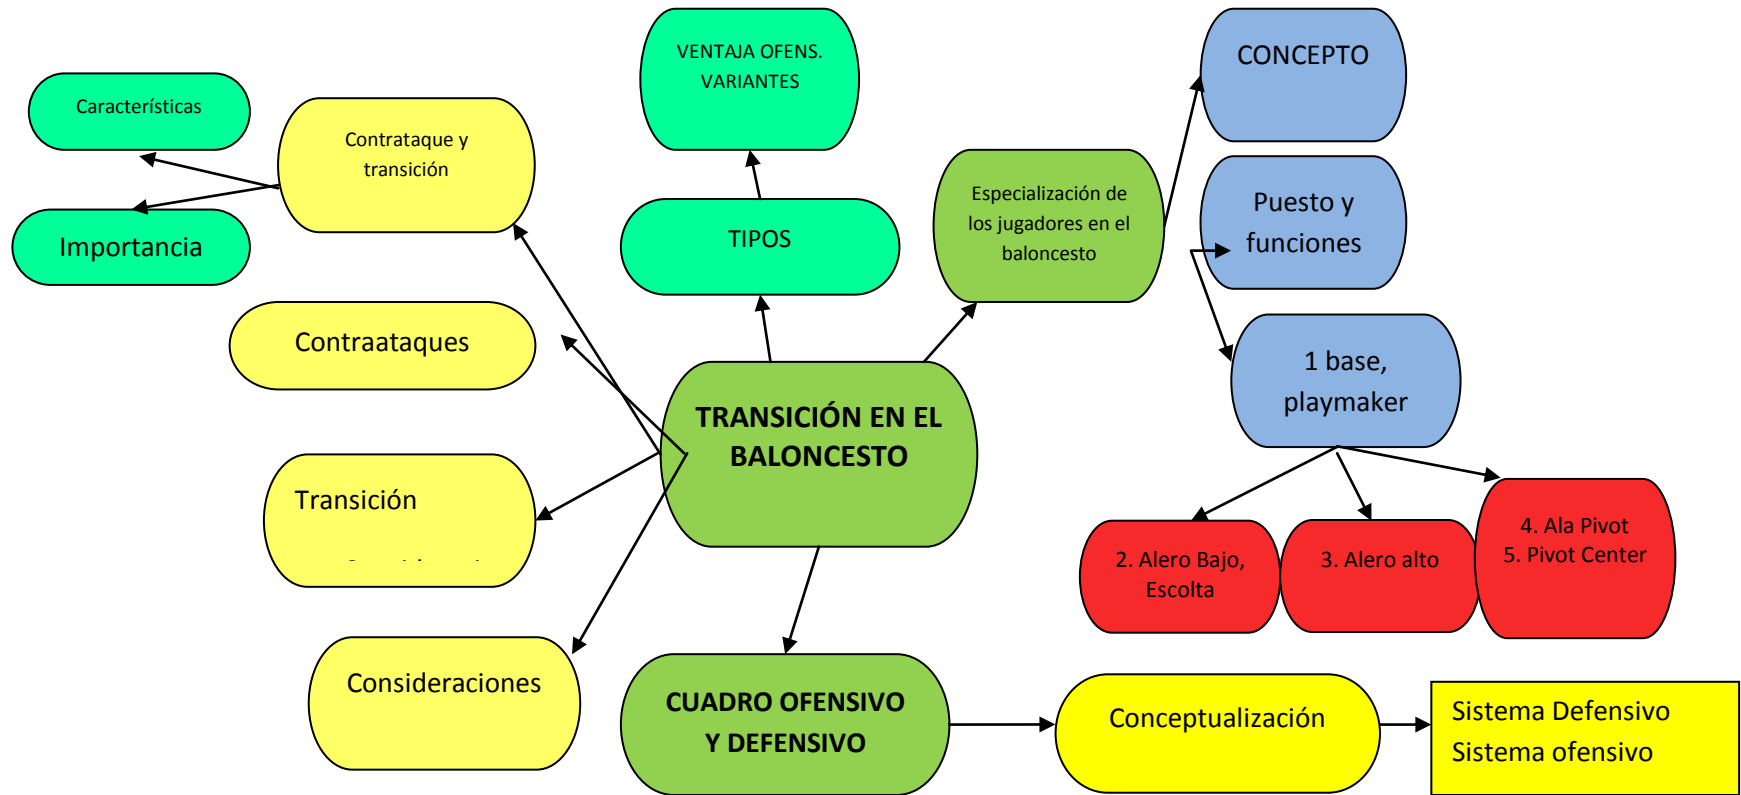 VENTAJA OFENS.
VARIANTES
CONCEPTO
Características
Contrataque y
transición
Importancia
TIPOS
Especialización de
los jugadores en el
baloncesto
Puesto y
funciones
Contraataques
1 base,
playmaker
TRANSICIÓN EN EL
BALONCESTO
Transición
2. Alero Bajo,
Escolta
3. Alero alto
4. Ala Pivot
5. Pivot Center
Consideraciones
CUADRO OFENSIVO
Y DEFENSIVO
Conceptualización
Sistema Defensivo
Sistema ofensivo